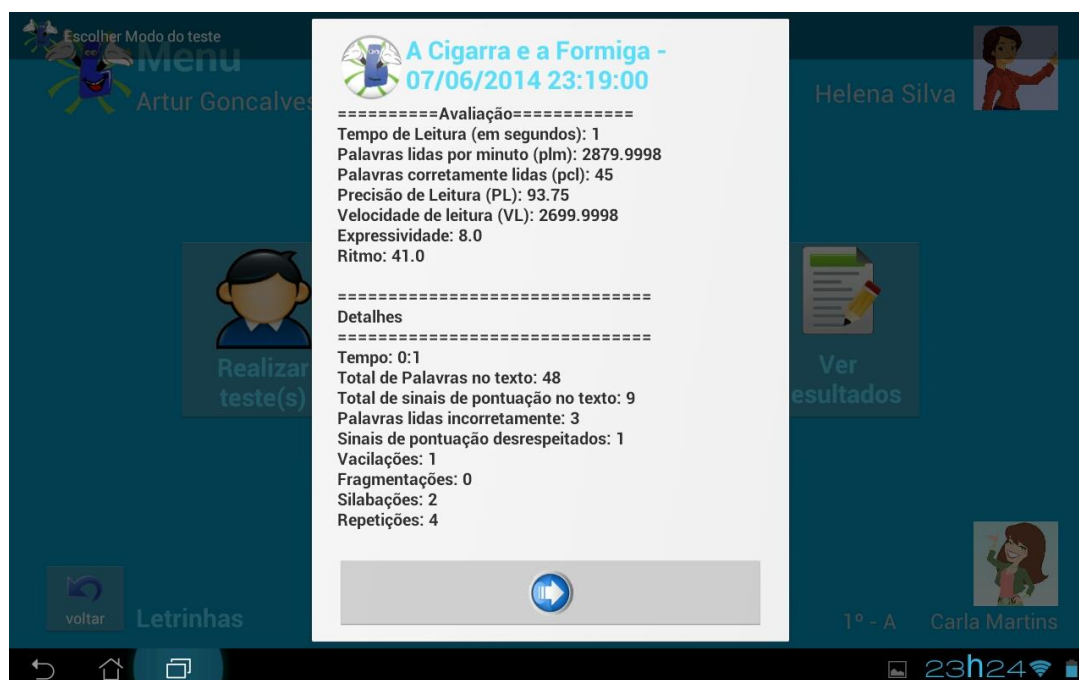 Escolher Modo do teste
Menu
Artur Goncalves
Helena Silva
A Cigarra e a Formiga -
07/06/2014 23:19:00
==========Avaliação============
Tempo de Leitura (em segundos): 1
Palavras lidas por minuto (plm): 2879.9998
Palavras corretamente lidas (pcl): 45
Precisão de Leitura (PL): 93.75
Velocidade de leitura (VL): 2699.9998
Expressividade: 8.0
Ritmo: 41.0
===============================
Detalhes
===============================
Tempo: 0:1
Total de Palavras no texto: 48
Total de sinais de pontuação no texto: 9
Palavras lidas incorretamente: 3
Sinais de pontuação desrespeitados: 1
Vacilações: 1
Fragmentações: 0
Silabações: 2
Repetições: 4
Realizar
teste(s)
Ver
esultados
voltar
Letrinhas
1º - A
Carla Martins
23h24